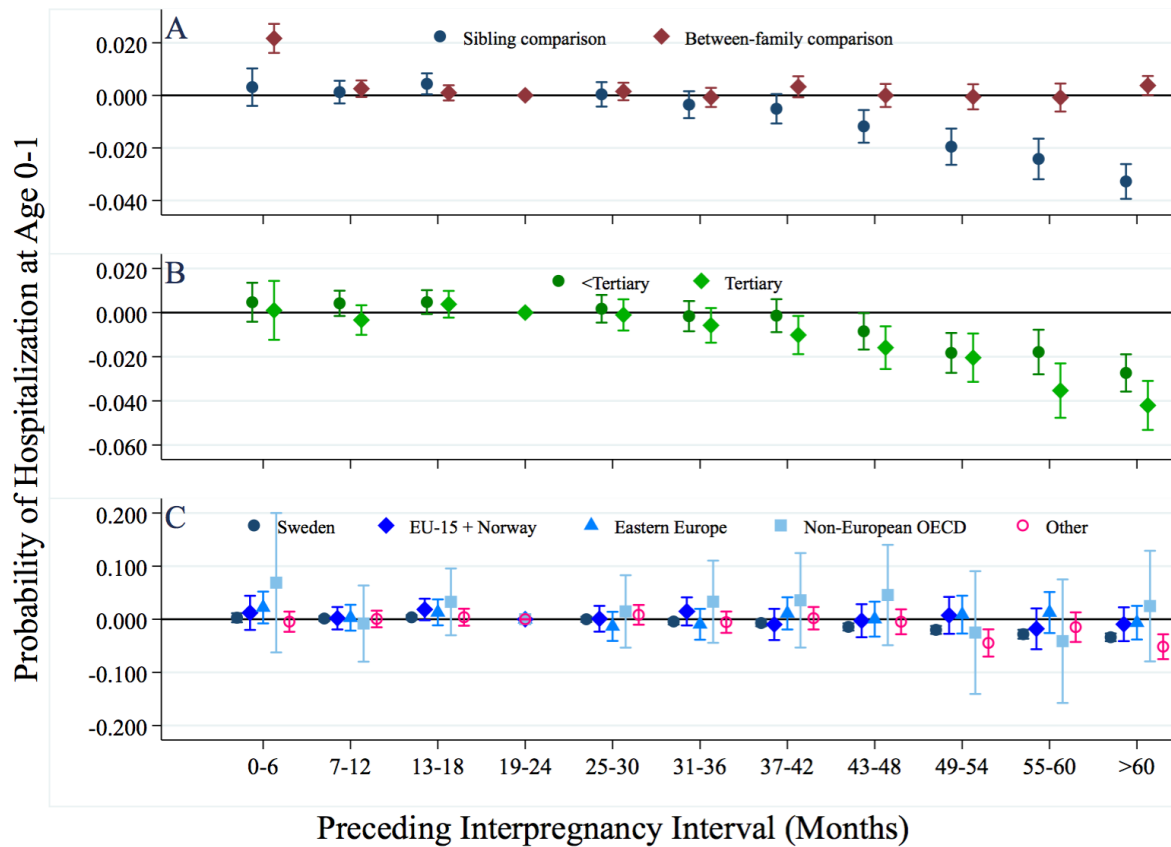 A
Sibling comparison
Between-family comparison
0.020
0.000
-0.020
-0.040
B
<Tertiary
Tertiary
0.020
0.000
-0.020
-0.040
-0.060
C
Sweden
EU-15 + Norway
Eastern Europe
Non-European OECD
Other
0.200
0.100
0.000
-0.100
-0.200
0-6
7-12
13-18
19-24
25-30
31-36
37-42
43-48
49-54
55-60
>60
Probability of Hospitalization at Age 0-1
Preceding Interpregnancy Interval (Months)